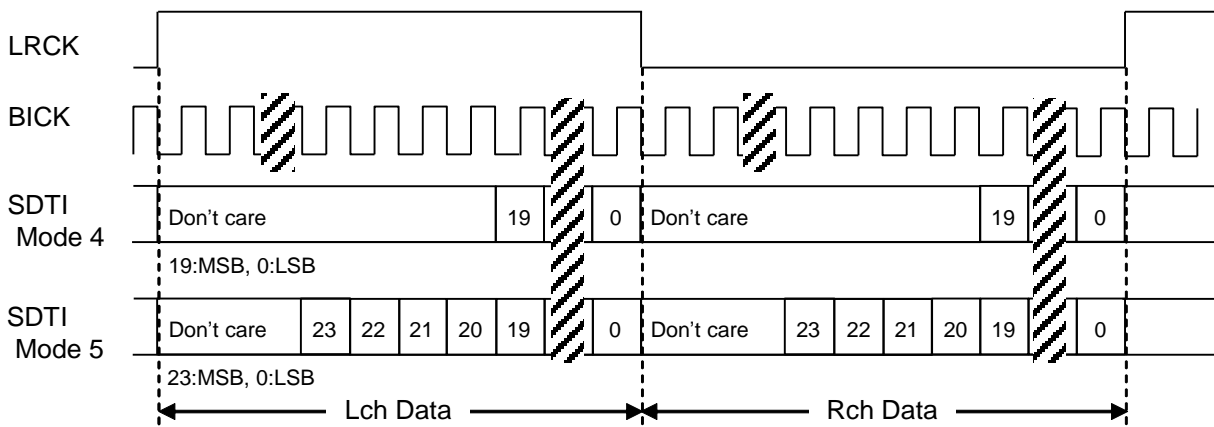 LRCK
BICK
SDTI
Mode 4
Don't care 19 0 Don't care 19 0
19:MSB, 0:LSB
SDTI
Mode 5
Don't care 23 22 21 20 19 0 Don't care 23 22 21 20 19 0
23:MSB, 0:LSB
Lch Data Rch Data